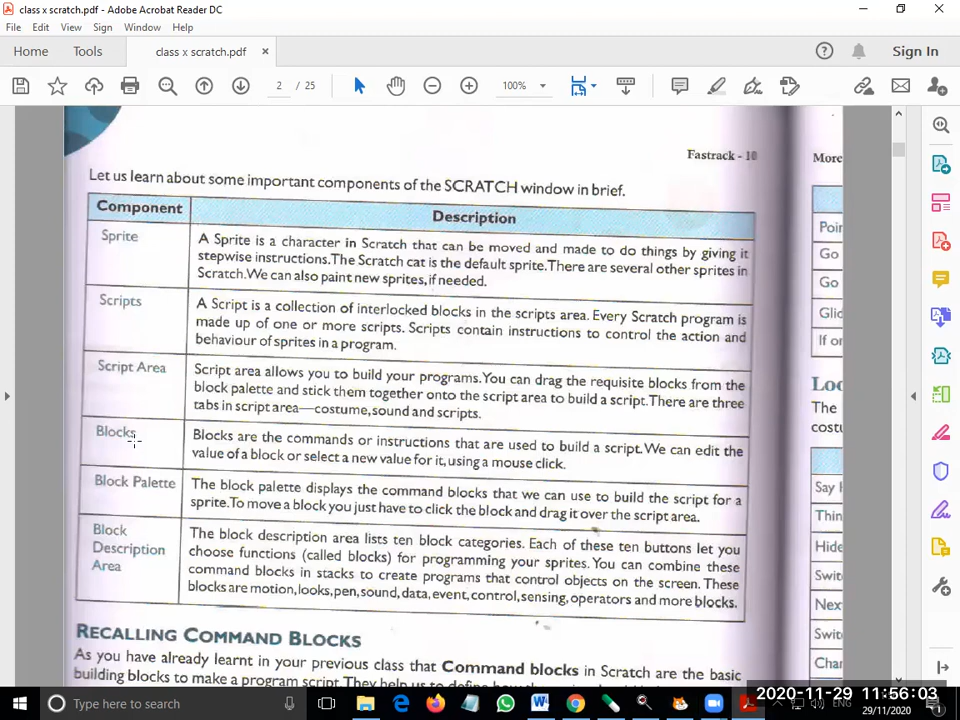 class x scratch.pdf - Adobe Acrobat Reader DC
File Edit View Sign Window Help
Home Tools class x scratch.pdf × Sign In
2 / 25 100%
Fastrack - 10
More
Let us learn about some important components of the SCRATCH window in brief.
Component Description
Sprite
A Sprite is a character in Scratch that can be moved and made to do things by giving it
stepwise instructions. The Scratch cat is the default sprite. There are several other sprites in
Scratch. We can also paint new sprites, if needed.
Scripts
A Script is a collection of interlocked blocks in the scripts area. Every Scratch program is
made up of one or more scripts. Scripts contain instructions to control the action and
behaviour of sprites in a program.
Script Area
Script area allows you to build your programs. You can drag the requisite blocks from the
block palette and stick them together onto the script area to build a script. There are three
tabs in script area—costume, sound and scripts.
Blocks
Blocks are the commands or instructions that are used to build a script. We can edit the
value of a block or select a new value for it, using a mouse click.
Block Palette
The block palette displays the command blocks that we can use to build the script for a
sprite. To move a block you just have to click the block and drag it over the script area.
Block
Description
Area
The block description area lists ten block categories. Each of these ten buttons let you
choose functions (called blocks) for programming your sprites. You can combine these
command blocks in stacks to create programs that control objects on the screen. These
blocks are motion, looks, pen, sound, data, event, control, sensing, operators and more blocks.
RECALLING COMMAND BLOCKS
As you have already learnt in your previous class that Command blocks in Scratch are the basic
building blocks to make a program script. They help us to define how the
Go
Go
If
The
Say
Hide
Type here to search
2020-11-29 11:56:03
29/11/2020